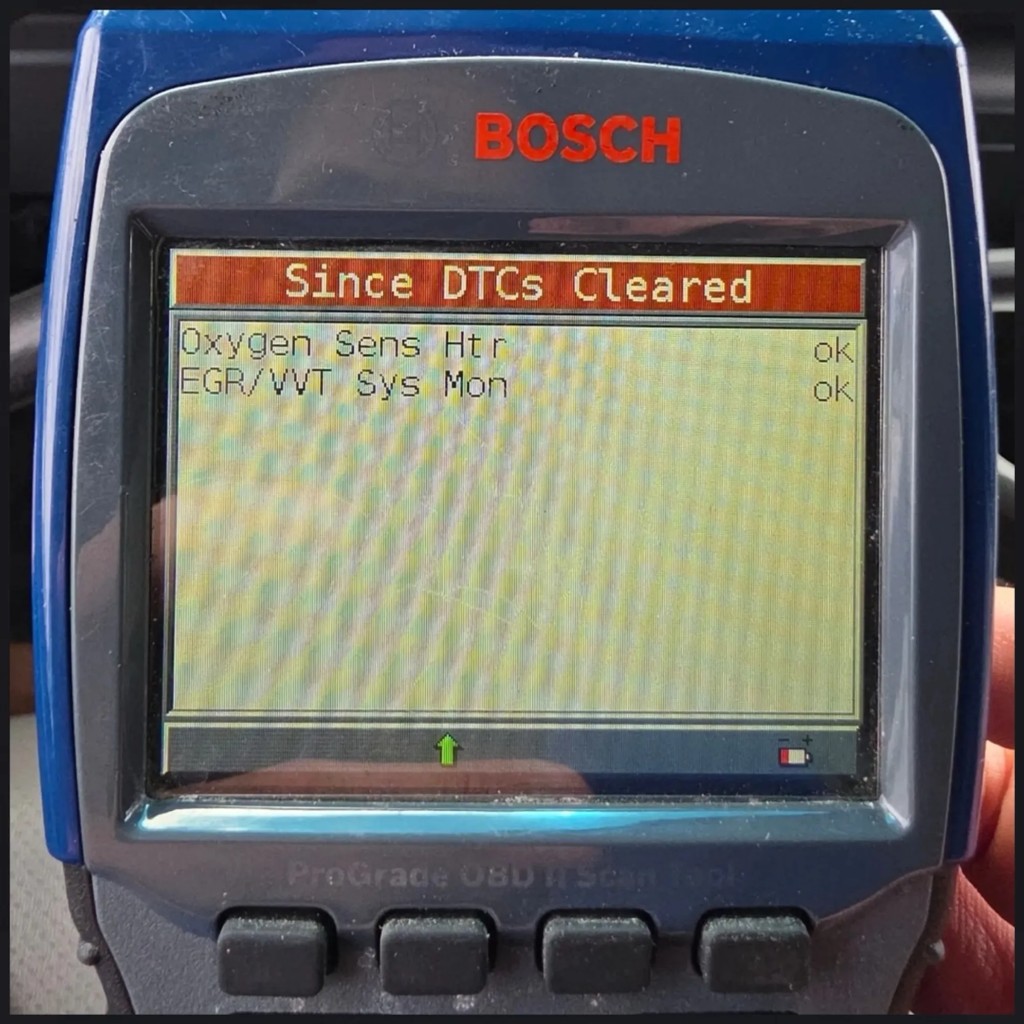 BOSCH
Since DTCs Cleared
Oxygen Sens Htr ok
EGR/VVT Sys Mon ok
- +
ProGrade OBD II Scan Tool